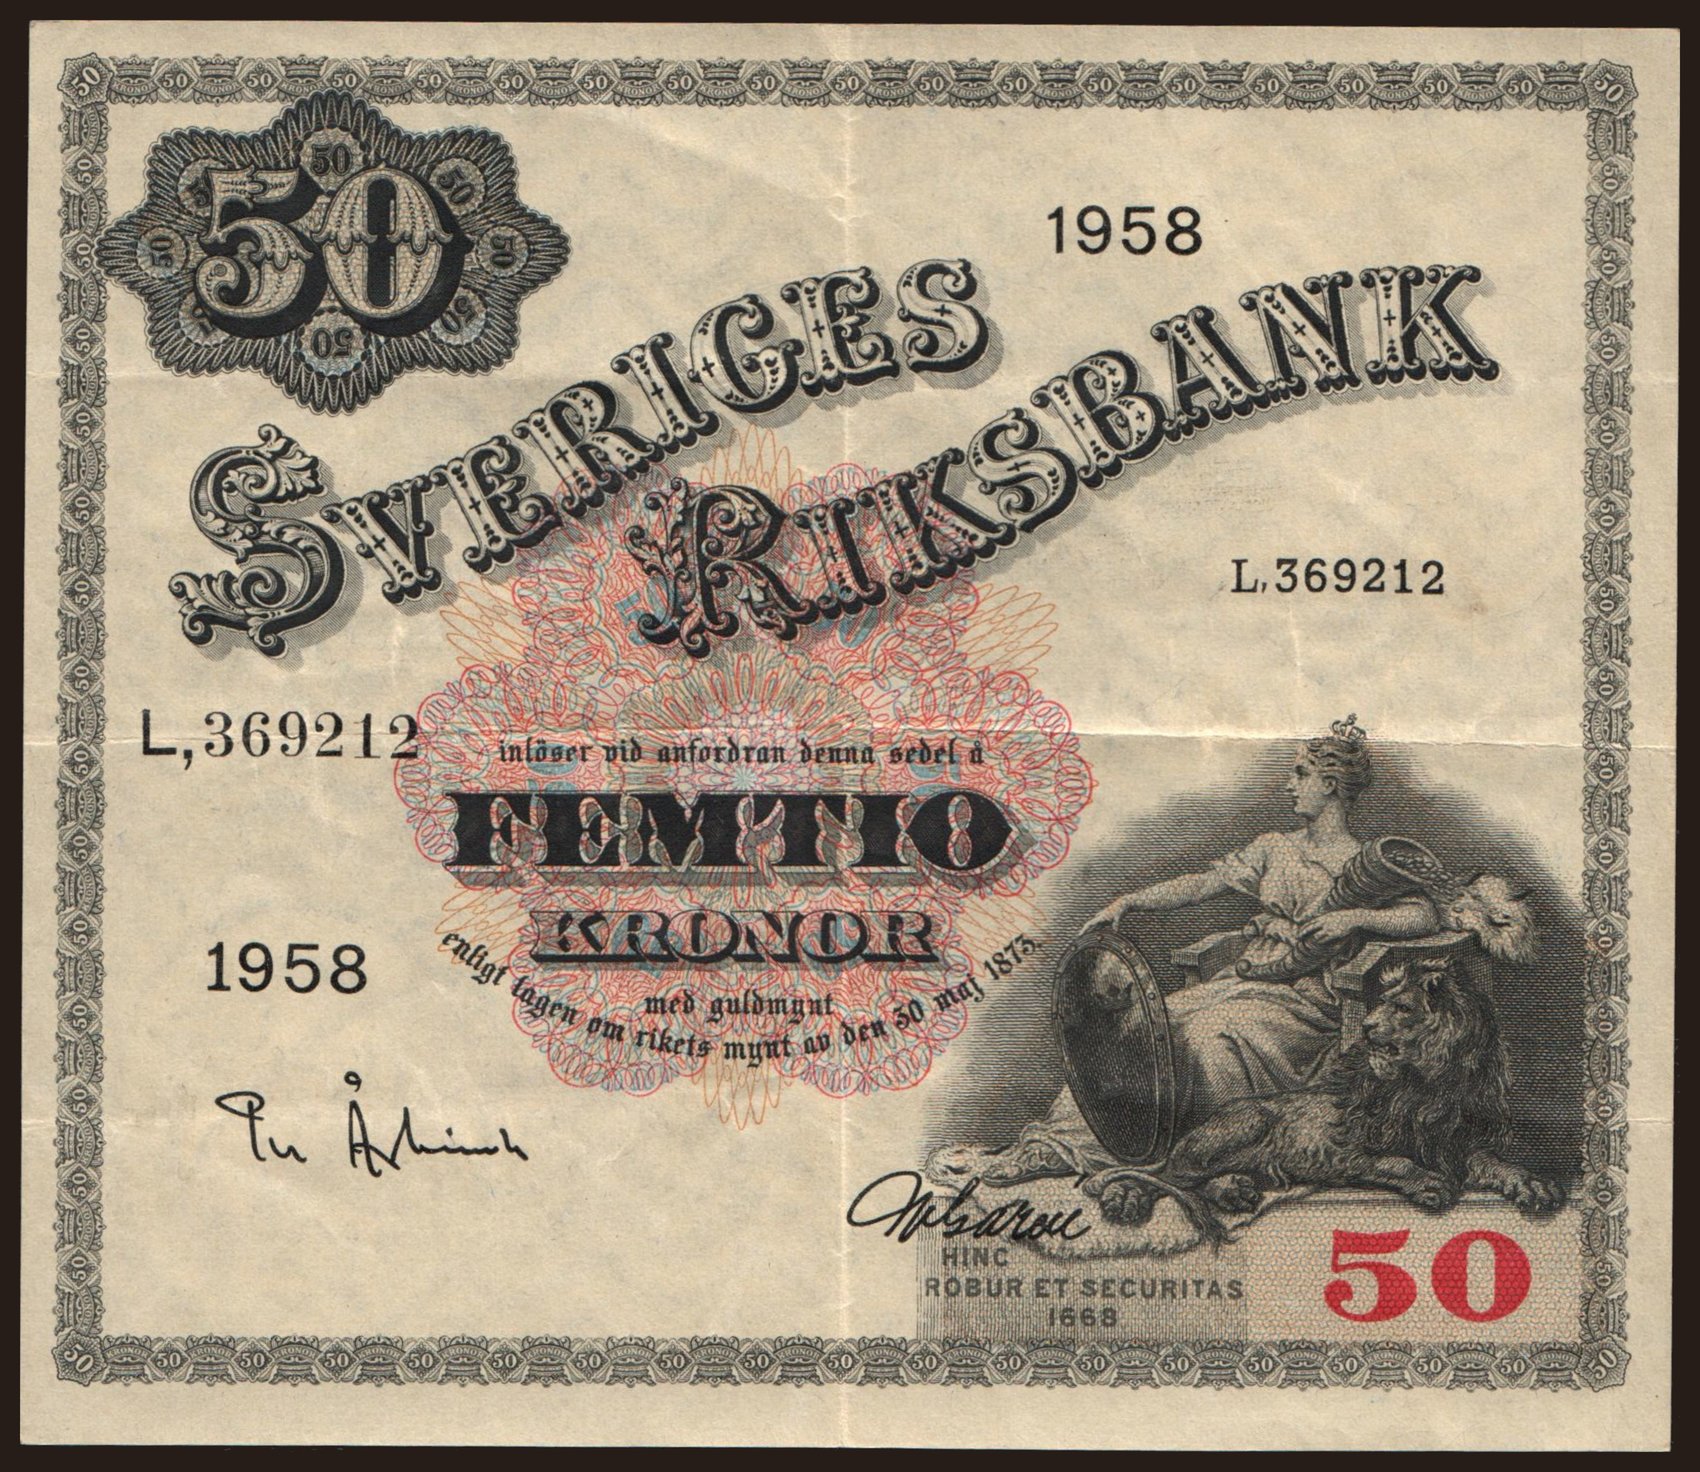 50
1958
SVERIGES
RIKSBANK
L,369212
L,369212
inlöser vid anfordran denna sedel å
FEMTIO
KRONOR
med guldmynt
enligt lagen om rikets mynt av den 30 maj 1873.
1958
HINC
ROBUR ET SECURITAS
1668
50